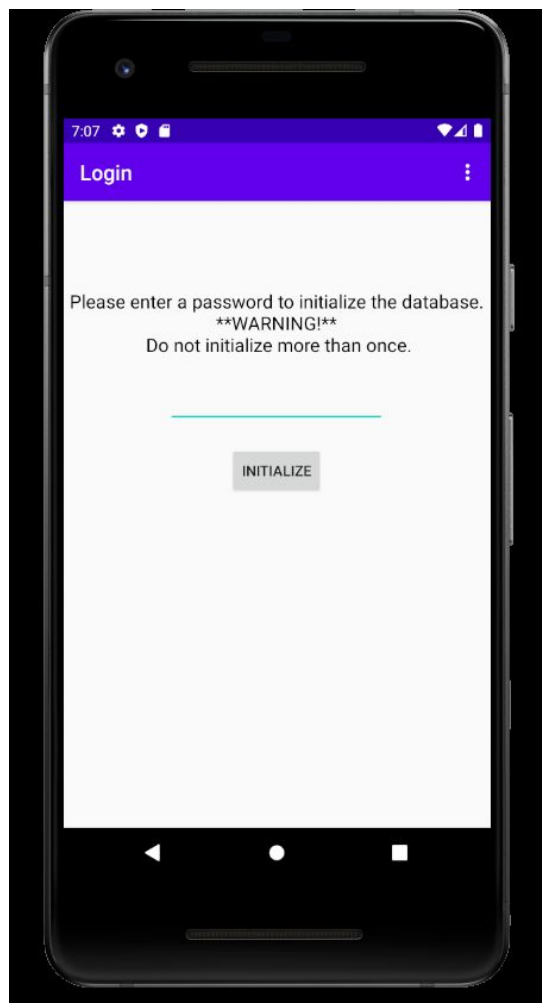 7:07
Login
Please enter a password to initialize the database.
**WARNING!**
Do not initialize more than once.
INITIALIZE